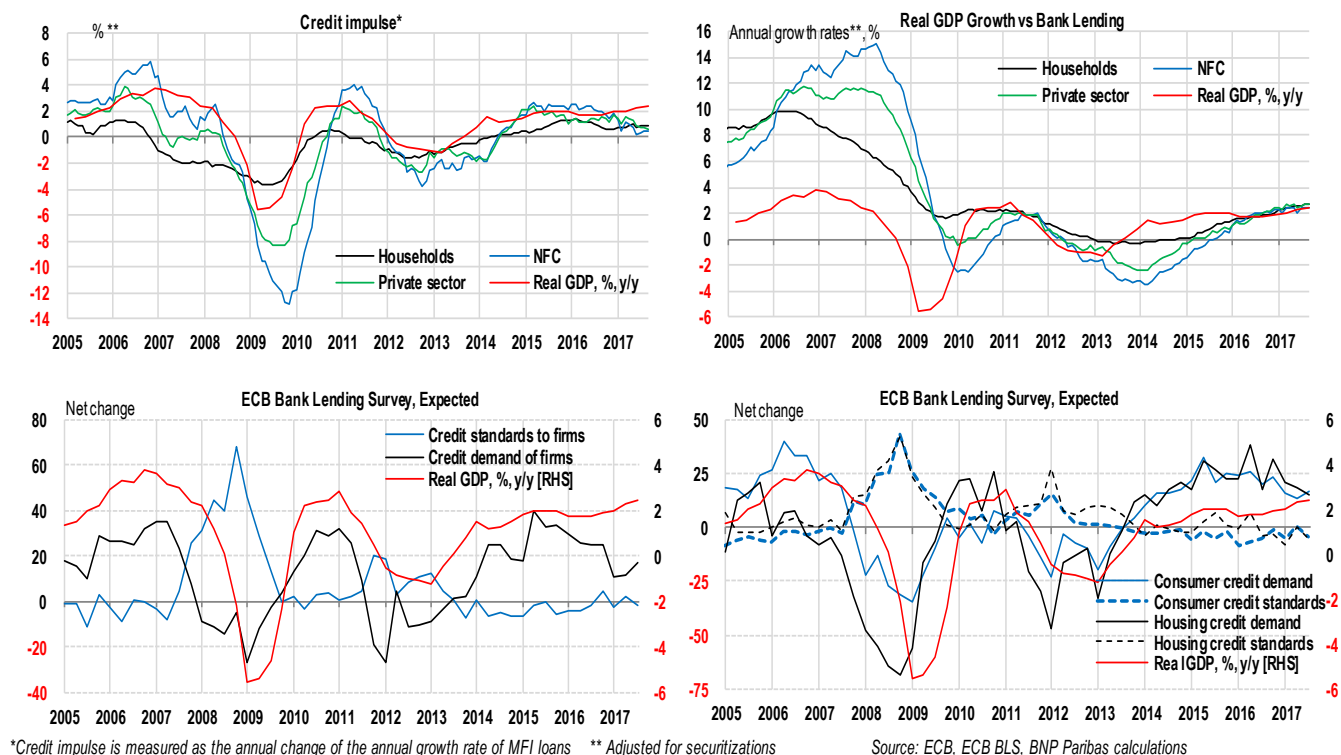 Credit impulse*
% **
8
6
4
2
0
-2
-4
-6
-8
-10
-12
-14
Households
NFC
Private sector
Real GDP, %, y/y
2005 2006 2007 2008 2009 2010 2011 2012 2013 2014 2015 2016 2017
Real GDP Growth vs Bank Lending
Annual growth rates**, %
16
14
12
10
8
6
4
2
0
-2
-4
-6
Households
NFC
Private sector
Real GDP, %, y/y
2005 2006 2007 2008 2009 2010 2011 2012 2013 2014 2015 2016 2017
ECB Bank Lending Survey, Expected
Net change
80
60
40
20
0
-20
-40
6
4
2
0
-2
-4
-6
Credit standards to firms
Credit demand of firms
Real GDP, %, y/y [RHS]
2005 2006 2007 2008 2009 2010 2011 2012 2013 2014 2015 2016 2017
ECB Bank Lending Survey, Expected
Net change
50
25
0
-25
-50
-75
6
4
2
0
-2
-4
-6
Consumer credit demand
Consumer credit standards
Housing credit demand
Housing credit standards
Rea lGDP, %, y/y [RHS]
2005 2006 2007 2008 2009 2010 2011 2012 2013 2014 2015 2016 2017
*Credit impulse is measured as the annual change of the annual growth rate of MFI loans ** Adjusted for securitizations Source: ECB, ECB BLS, BNP Paribas calculations